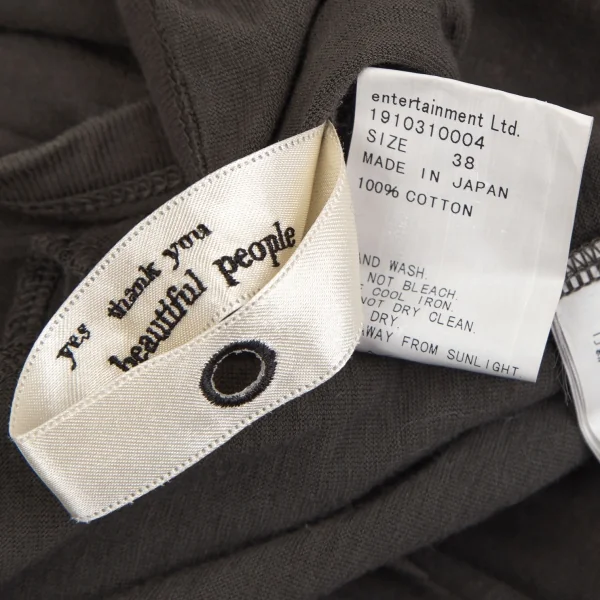 yes thank you
beautiful people
entertainment Ltd.
1910310004
SIZE 38
MADE IN JAPAN
100% COTTON
WASH.
NOT BLEACH.
COOL IRON.
NOT DRY CLEAN.
DRY
AWAY FROM SUNLIGHT